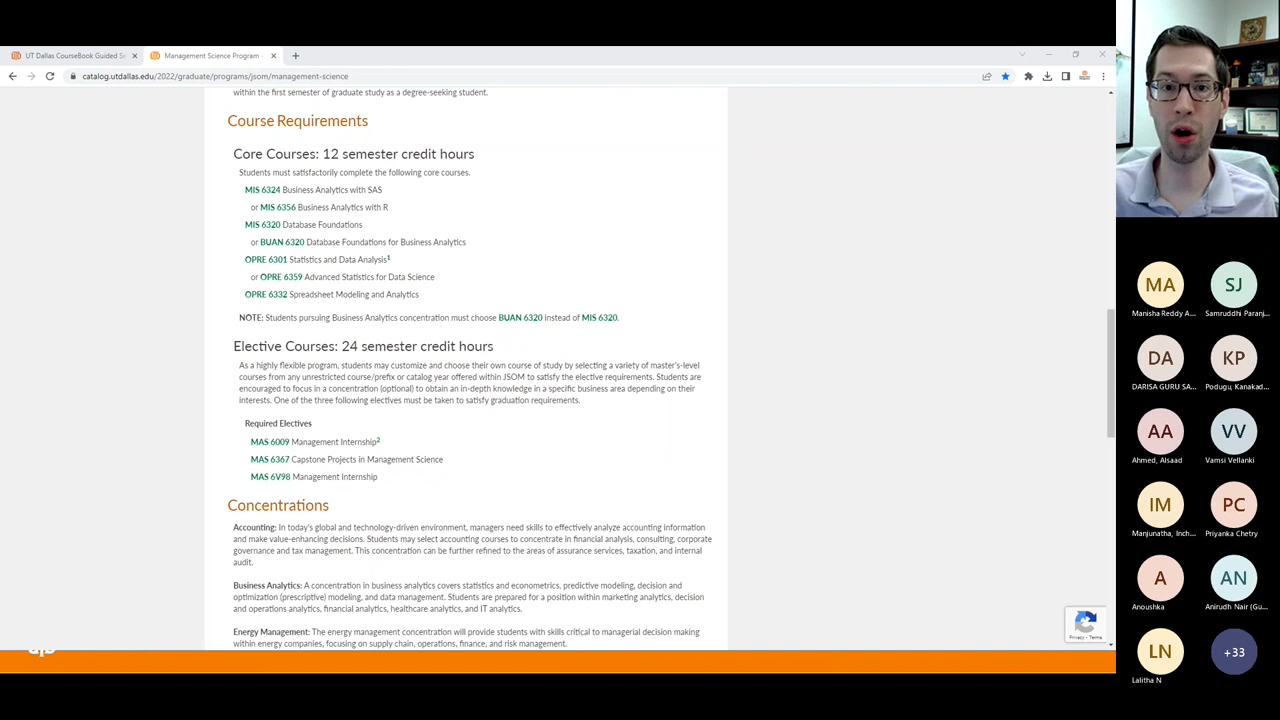 UT Dallas CourseBook Guided Se
Management Science Program -
catalog.utdallas.edu/2022/graduate/programs/jsom/management-science
within the first semester of graduate study as a degree-seeking student.
Course Requirements
Core Courses: 12 semester credit hours
Students must satisfactorily complete the following core courses.
MIS 6324 Business Analytics with SAS
or MIS 6356 Business Analytics with R
MIS 6320 Database Foundations
or BUAN 6320 Database Foundations for Business Analytics
OPRE 6301 Statistics and Data Analysis1
or OPRE 6359 Advanced Statistics for Data Science
OPRE 6332 Spreadsheet Modeling and Analytics
NOTE: Students pursuing Business Analytics concentration must choose BUAN 6320 instead of MIS 6320.
Elective Courses: 24 semester credit hours
As a highly flexible program, students may customize and choose their own course of study by selecting a variety of master's-level
courses from any unrestricted course/prefix or catalog year offered within JSOM to satisfy the elective requirements. Students are
encouraged to focus in a concentration (optional) to obtain an in-depth knowledge in a specific business area depending on their
interests. One of the three following electives must be taken to satisfy graduation requirements.
Required Electives
MAS 6009 Management Internship2
MAS 6367 Capstone Projects in Management Science
MAS 6V98 Management Internship
Concentrations
Accounting: In today's global and technology-driven environment, managers need skills to effectively analyze accounting information
and make value-enhancing decisions. Students may select accounting courses to concentrate in financial analysis, consulting, corporate
governance and tax management. This concentration can be further refined to the areas of assurance services, taxation, and internal
audit.
Business Analytics: A concentration in business analytics covers statistics and econometrics, predictive modeling, decision and
optimization (prescriptive) modeling, and data management. Students are prepared for a position within marketing analytics, decision
and operations analytics, financial analytics, healthcare analytics, and IT analytics.
Energy Management: The energy management concentration will provide students with skills critical to managerial decision making
within energy companies, focusing on supply chain, operations, finance, and risk management.
Privacy - Terms
MA
SJ
Manisha Reddy A...
Samruddhi Paranj...
DA
KP
DARISA GURU SA...
Podugu, Kanakad...
AA
VV
Ahmed, Alsaad
Vamsi Vellanki
IM
PC
Manjunatha, Inch...
Priyanka Chetry
A
AN
Anoushka
Anirudh Nair (Gu...
LN
+33
Lalitha N